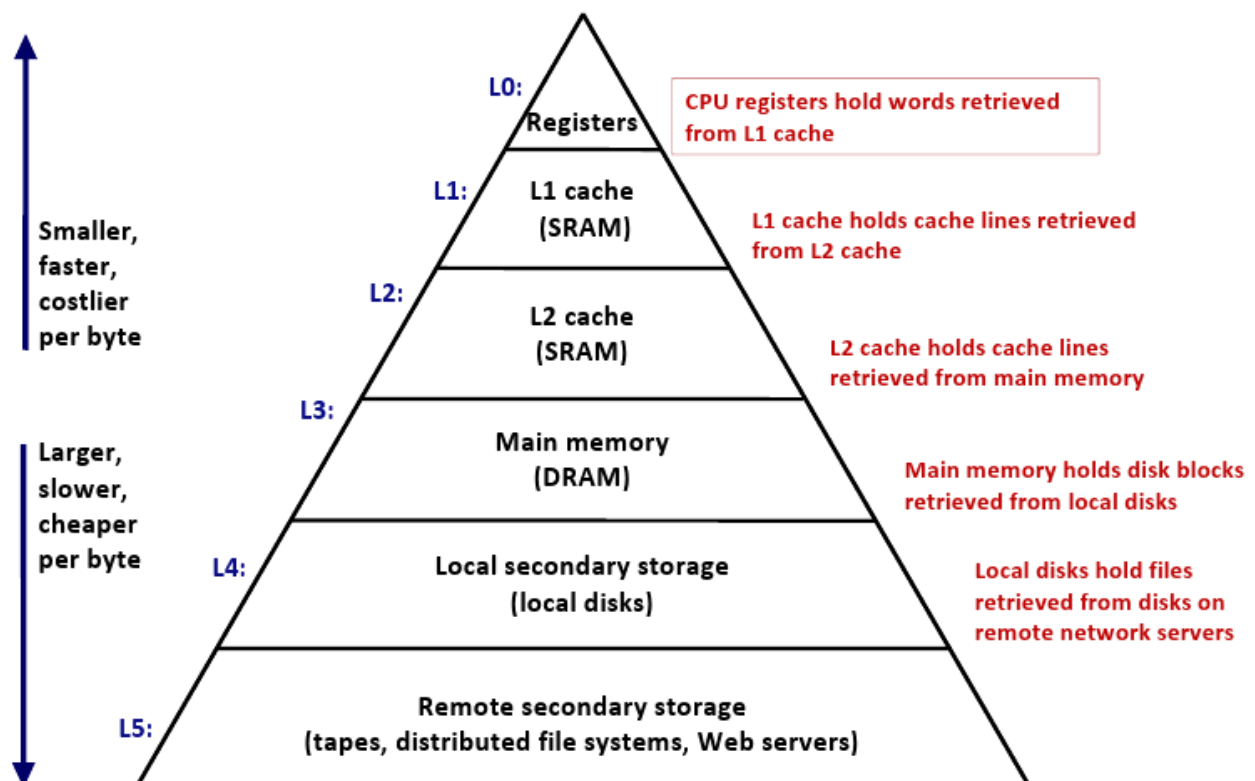 L0:
Registers
CPU registers hold words retrieved
from L1 cache
L1:
L1 cache
(SRAM)
L1 cache holds cache lines retrieved
from L2 cache
Smaller,
faster,
costlier
per byte
L2:
L2 cache
(SRAM)
L2 cache holds cache lines
retrieved from main memory
L3:
Main memory
(DRAM)
Main memory holds disk blocks
retrieved from local disks
Larger,
slower,
cheaper
per byte
L4:
Local secondary storage
(local disks)
Local disks hold files
retrieved from disks on
remote network servers
L5:
Remote secondary storage
(tapes, distributed file systems, Web servers)